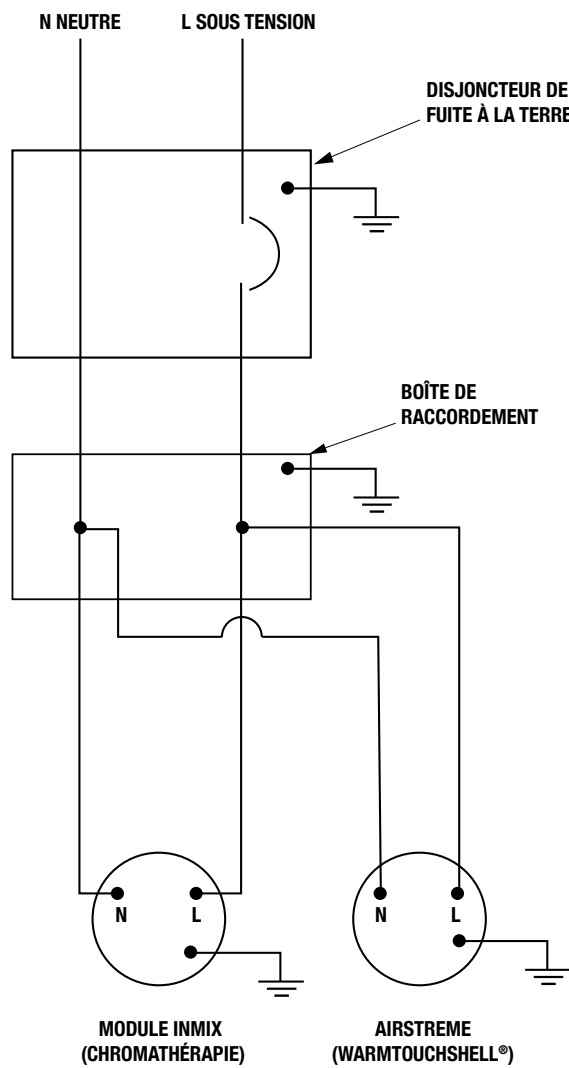 N NEUTRE
L SOUS TENSION
DISJONCTEUR DE
FUITE À LA TERRE
BOÎTE DE
RACCORDEMENT
N
L
N
L
MODULE INMIX
(CHROMATHÉRAPIE)
AIRSTREME
(WARMTOUCHSHELL®)